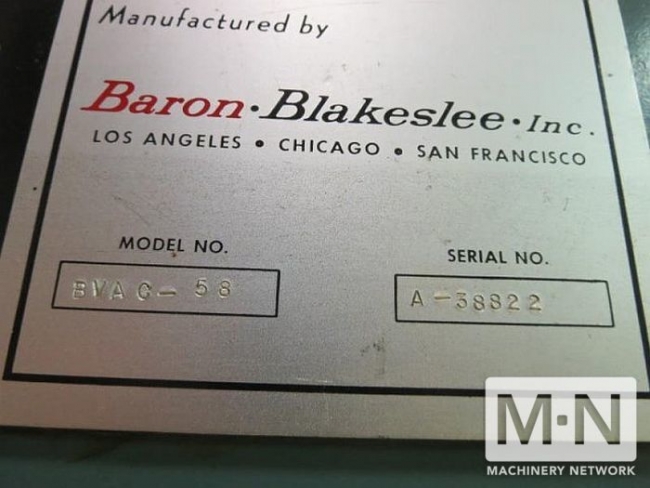 Manufactured by
Baron·Blakeslee·Inc.
LOS ANGELES • CHICAGO • SAN FRANCISCO
MODEL NO.
SERIAL NO.
BVAC-58
A-38822
M·N
MACHINERY NETWORK